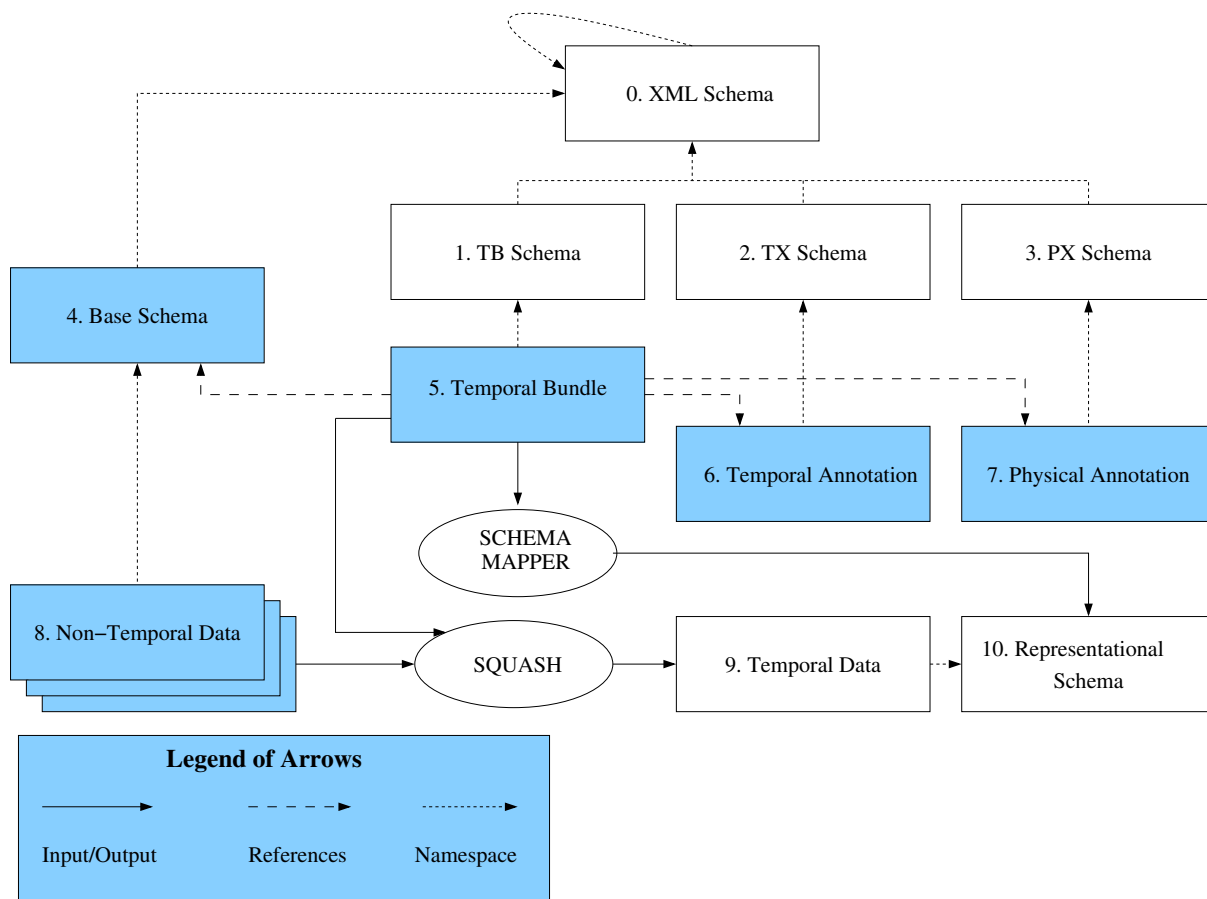 0. XML Schema
1. TB Schema
2. TX Schema
3. PX Schema
4. Base Schema
5. Temporal Bundle
6. Temporal Annotation
7. Physical Annotation
SCHEMA
MAPPER
8. Non−Temporal Data
SQUASH
9. Temporal Data
10. Representational
Schema
Legend of Arrows
Input/Output
References
Namespace